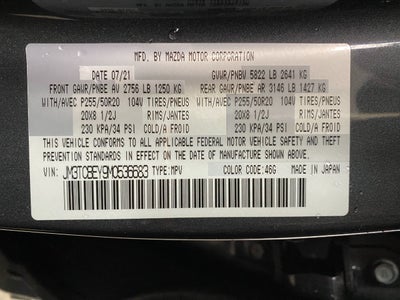 MFD. BY MAZDA MOTOR CORPORATION
DATE 07/21 GVWR/PNBV 5822 LB 2641 KG
FRONT GAWR/PNBE AV 2756 LB 1250 KG REAR GAWR/PNBE AR 3146 LB 1427 KG
WITH/AVEC P255/50R20 104V TIRES/PNEUS WITH/AVEC P255/50R20 104V TIRES/PNEUS
20X8 1/2J RIMS/JANTES 20X8 1/2J RIMS/JANTES
230 KPA/34 PSI COLD/A FROID 230 KPA/34 PSI COLD/A FROID
THIS VEHICLE CONFORMS TO ALL APPLICABLE FEDERAL MOTOR VEHICLE SAFETY,
BUMPER, AND THEFT PREVENTION STANDARDS IN EFFECT ON THE DATE OF
MANUFACTURE SHOWN ABOVE.
MADE IN JAPAN
VIN: JM3TCBEY9M0536683 TYPE:MPV COLOR CODE:46G